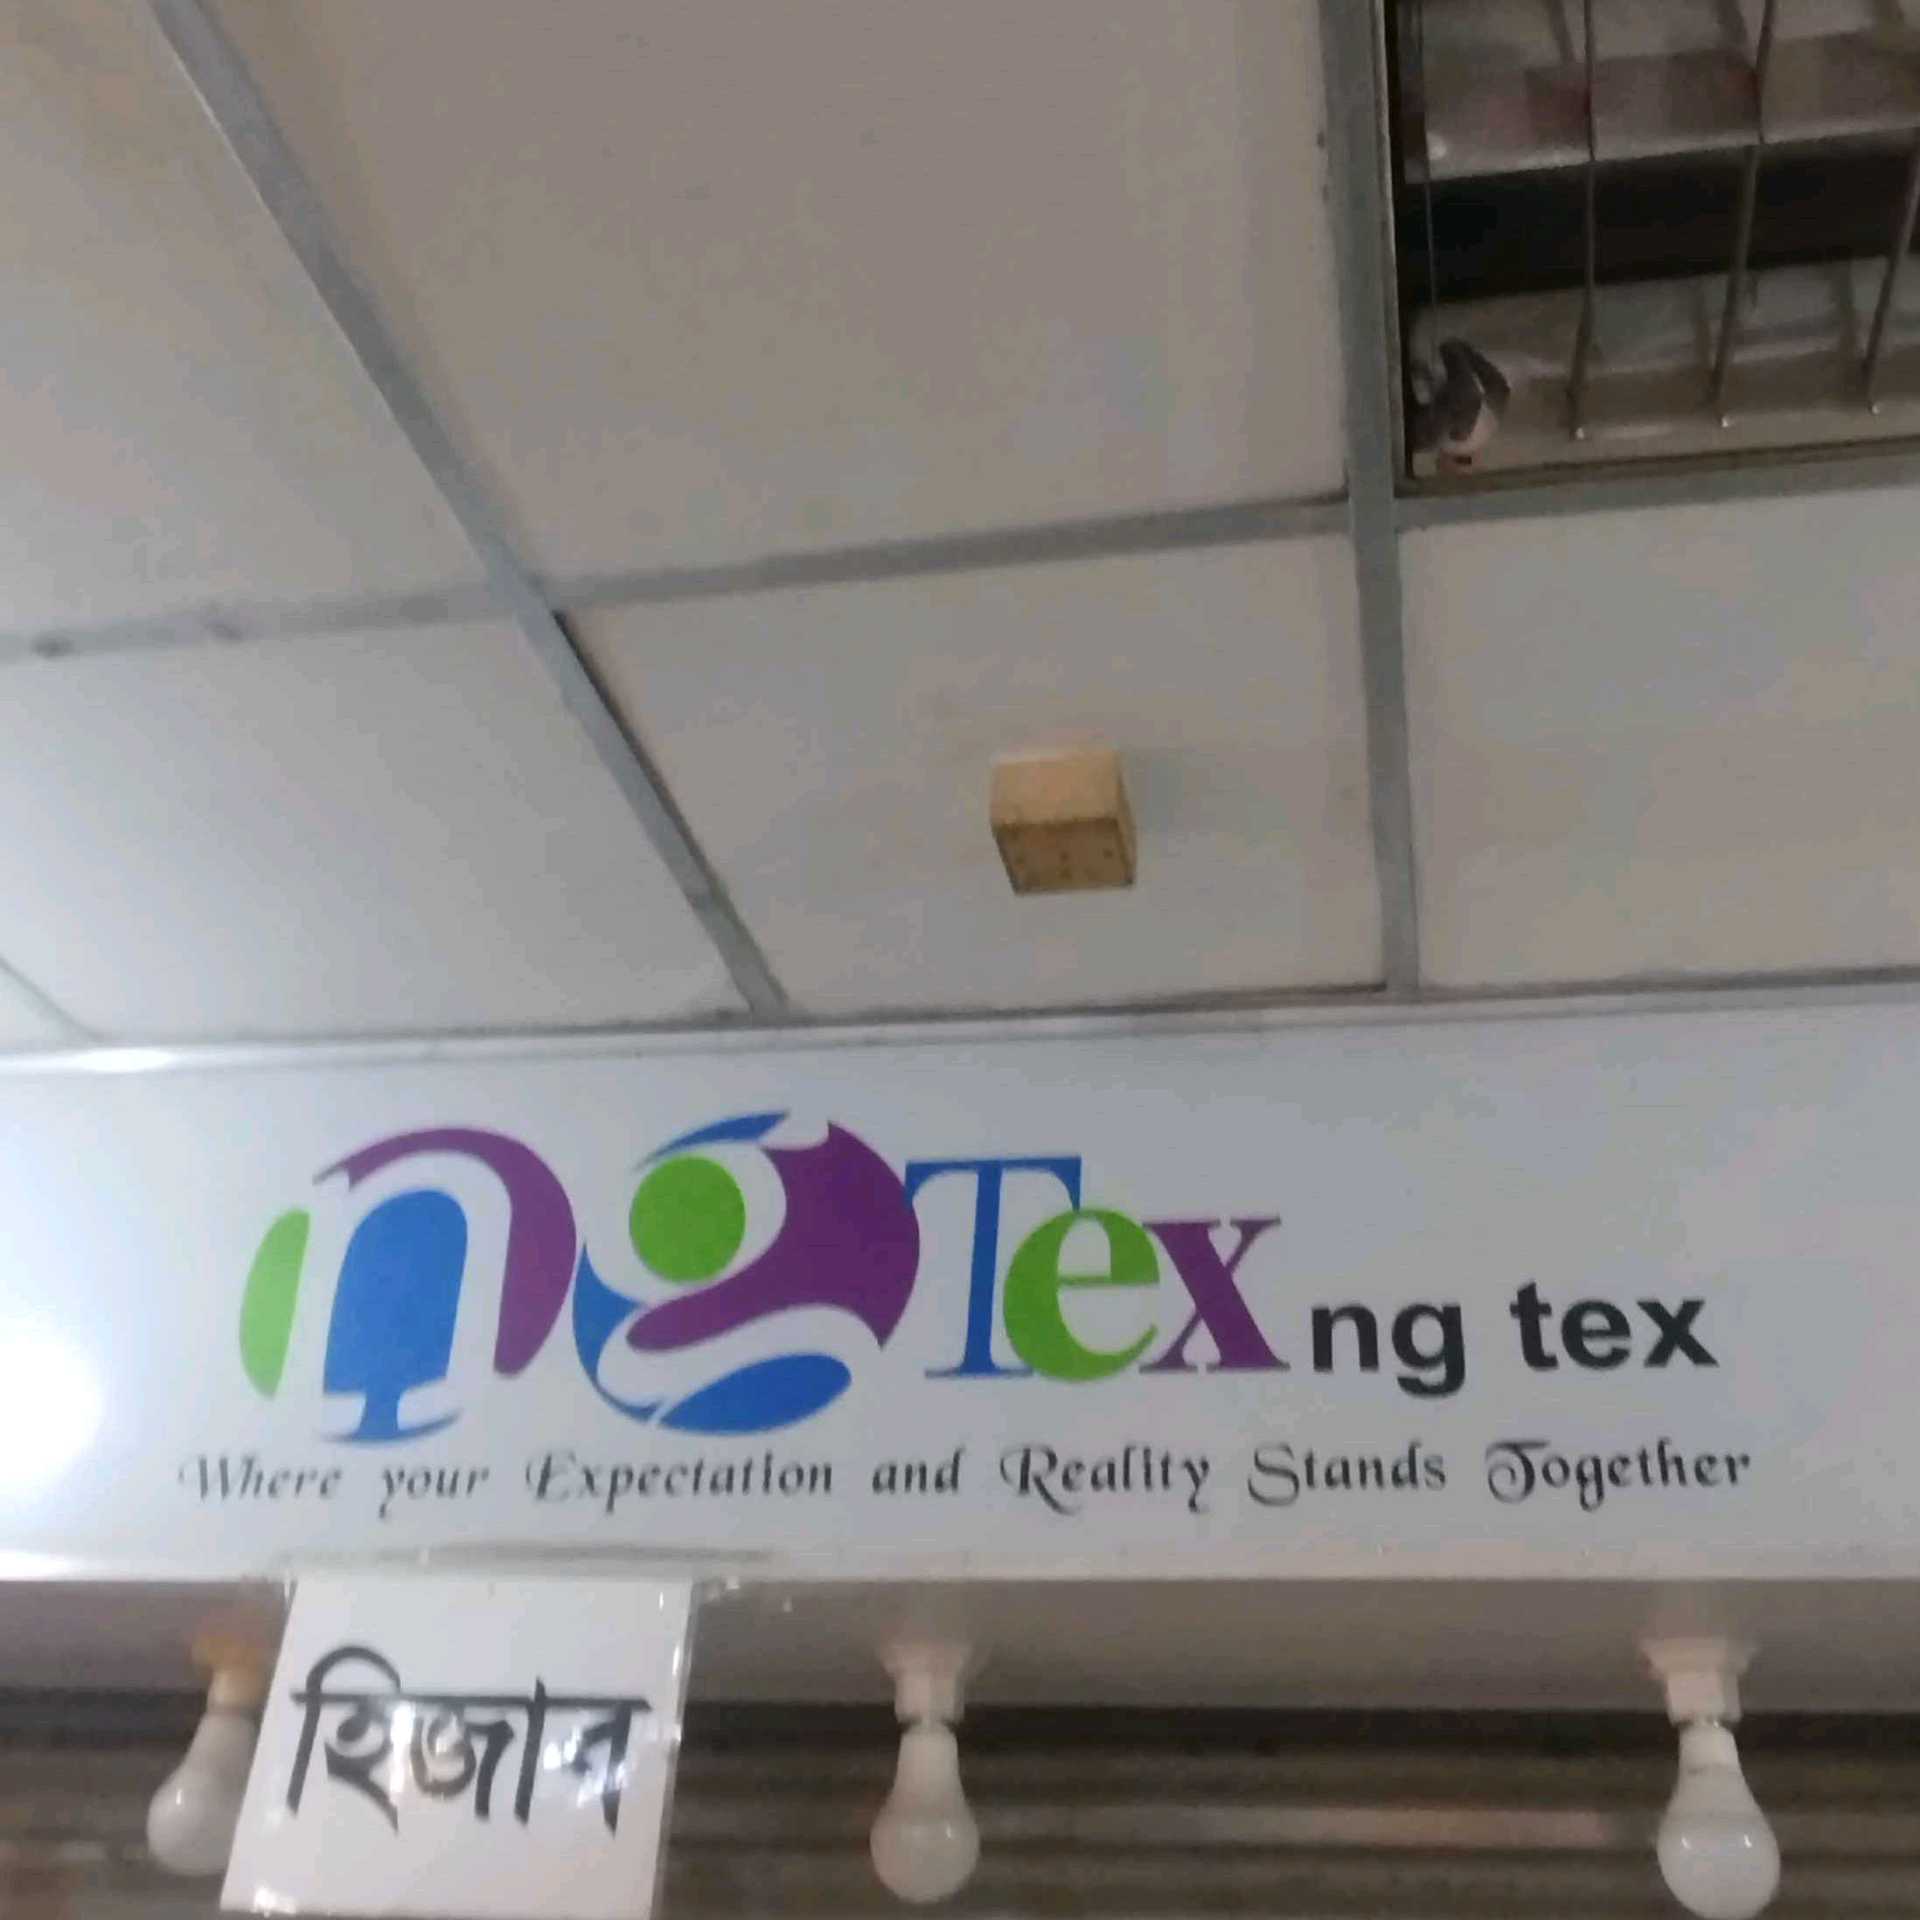 ngTex ng tex
Where your Expectation and Reality Stands Together
হিজাব